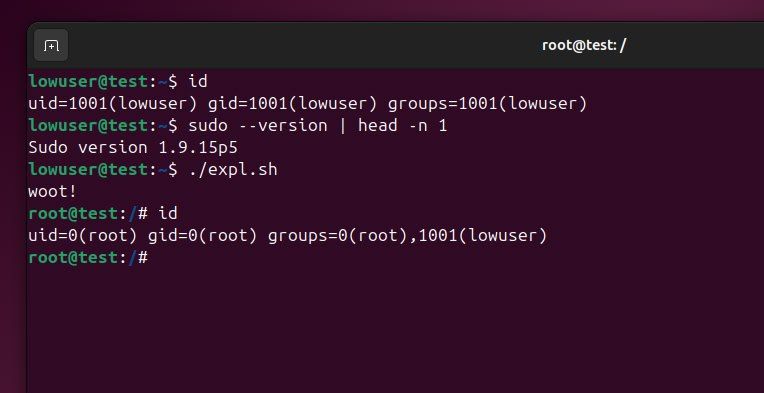 root@test: /
lowuser@test:~$ id
uid=1001(lowuser) gid=1001(lowuser) groups=1001(lowuser)
lowuser@test:~$ sudo --version | head -n 1
Sudo version 1.9.15p5
lowuser@test:~$ ./expl.sh
woot!
root@test:/# id
uid=0(root) gid=0(root) groups=0(root),1001(lowuser)
root@test:/#